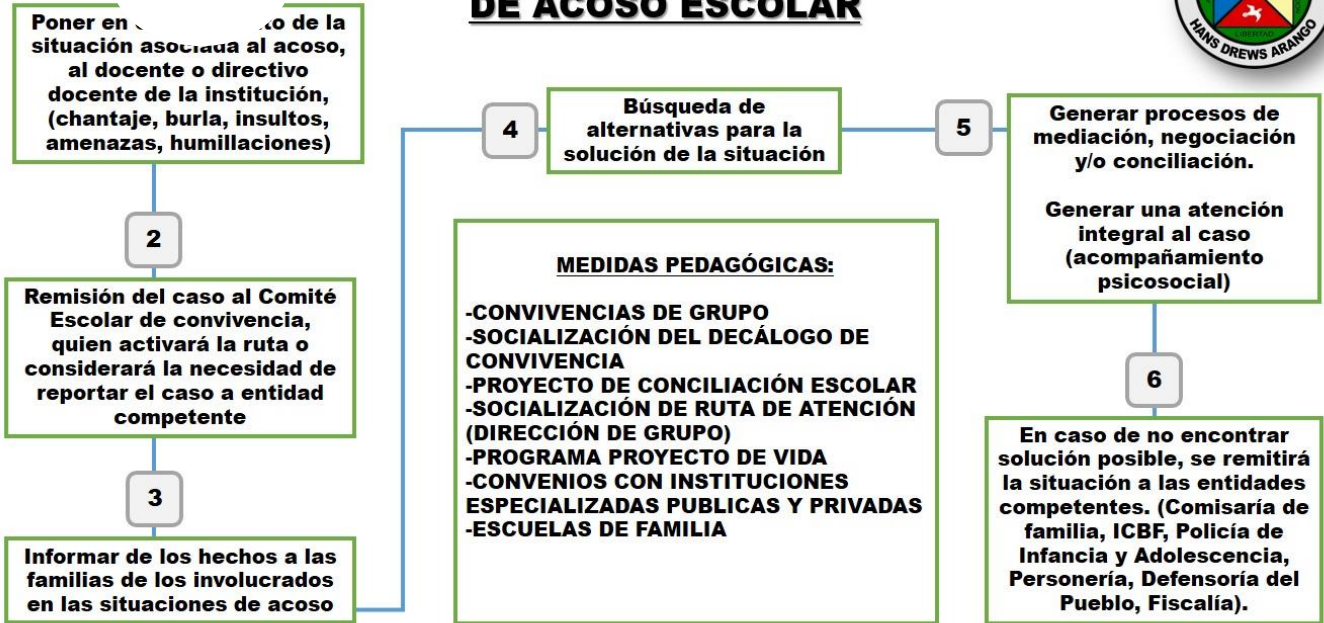 DE ACOSO ESCOLAR
LIBERTAD
HANS DREWS ARANGO
Poner en to de la
situación asociada al acoso,
al docente o directivo
docente de la institución,
(chantaje, burla, insultos,
amenazas, humillaciones)
2
Remisión del caso al Comité
Escolar de convivencia,
quien activará la ruta o
considerará la necesidad de
reportar el caso a entidad
competente
3
Informar de los hechos a las
familias de los involucrados
en las situaciones de acoso
4
Búsqueda de
alternativas para la
solución de la situación
MEDIDAS PEDAGÓGICAS:
-CONVIVENCIAS DE GRUPO
-SOCIALIZACIÓN DEL DECÁLOGO DE
CONVIVENCIA
-PROYECTO DE CONCILIACIÓN ESCOLAR
-SOCIALIZACIÓN DE RUTA DE ATENCIÓN
(DIRECCIÓN DE GRUPO)
-PROGRAMA PROYECTO DE VIDA
-CONVENIOS CON INSTITUCIONES
ESPECIALIZADAS PUBLICAS Y PRIVADAS
-ESCUELAS DE FAMILIA
5
Generar procesos de
mediación, negociación
y/o conciliación.
Generar una atención
integral al caso
(acompañamiento
psicosocial)
6
En caso de no encontrar
solución posible, se remitirá
la situación a las entidades
competentes. (Comisaría de
familia, ICBF, Policía de
Infancia y Adolescencia,
Personería, Defensoría del
Pueblo, Fiscalía).